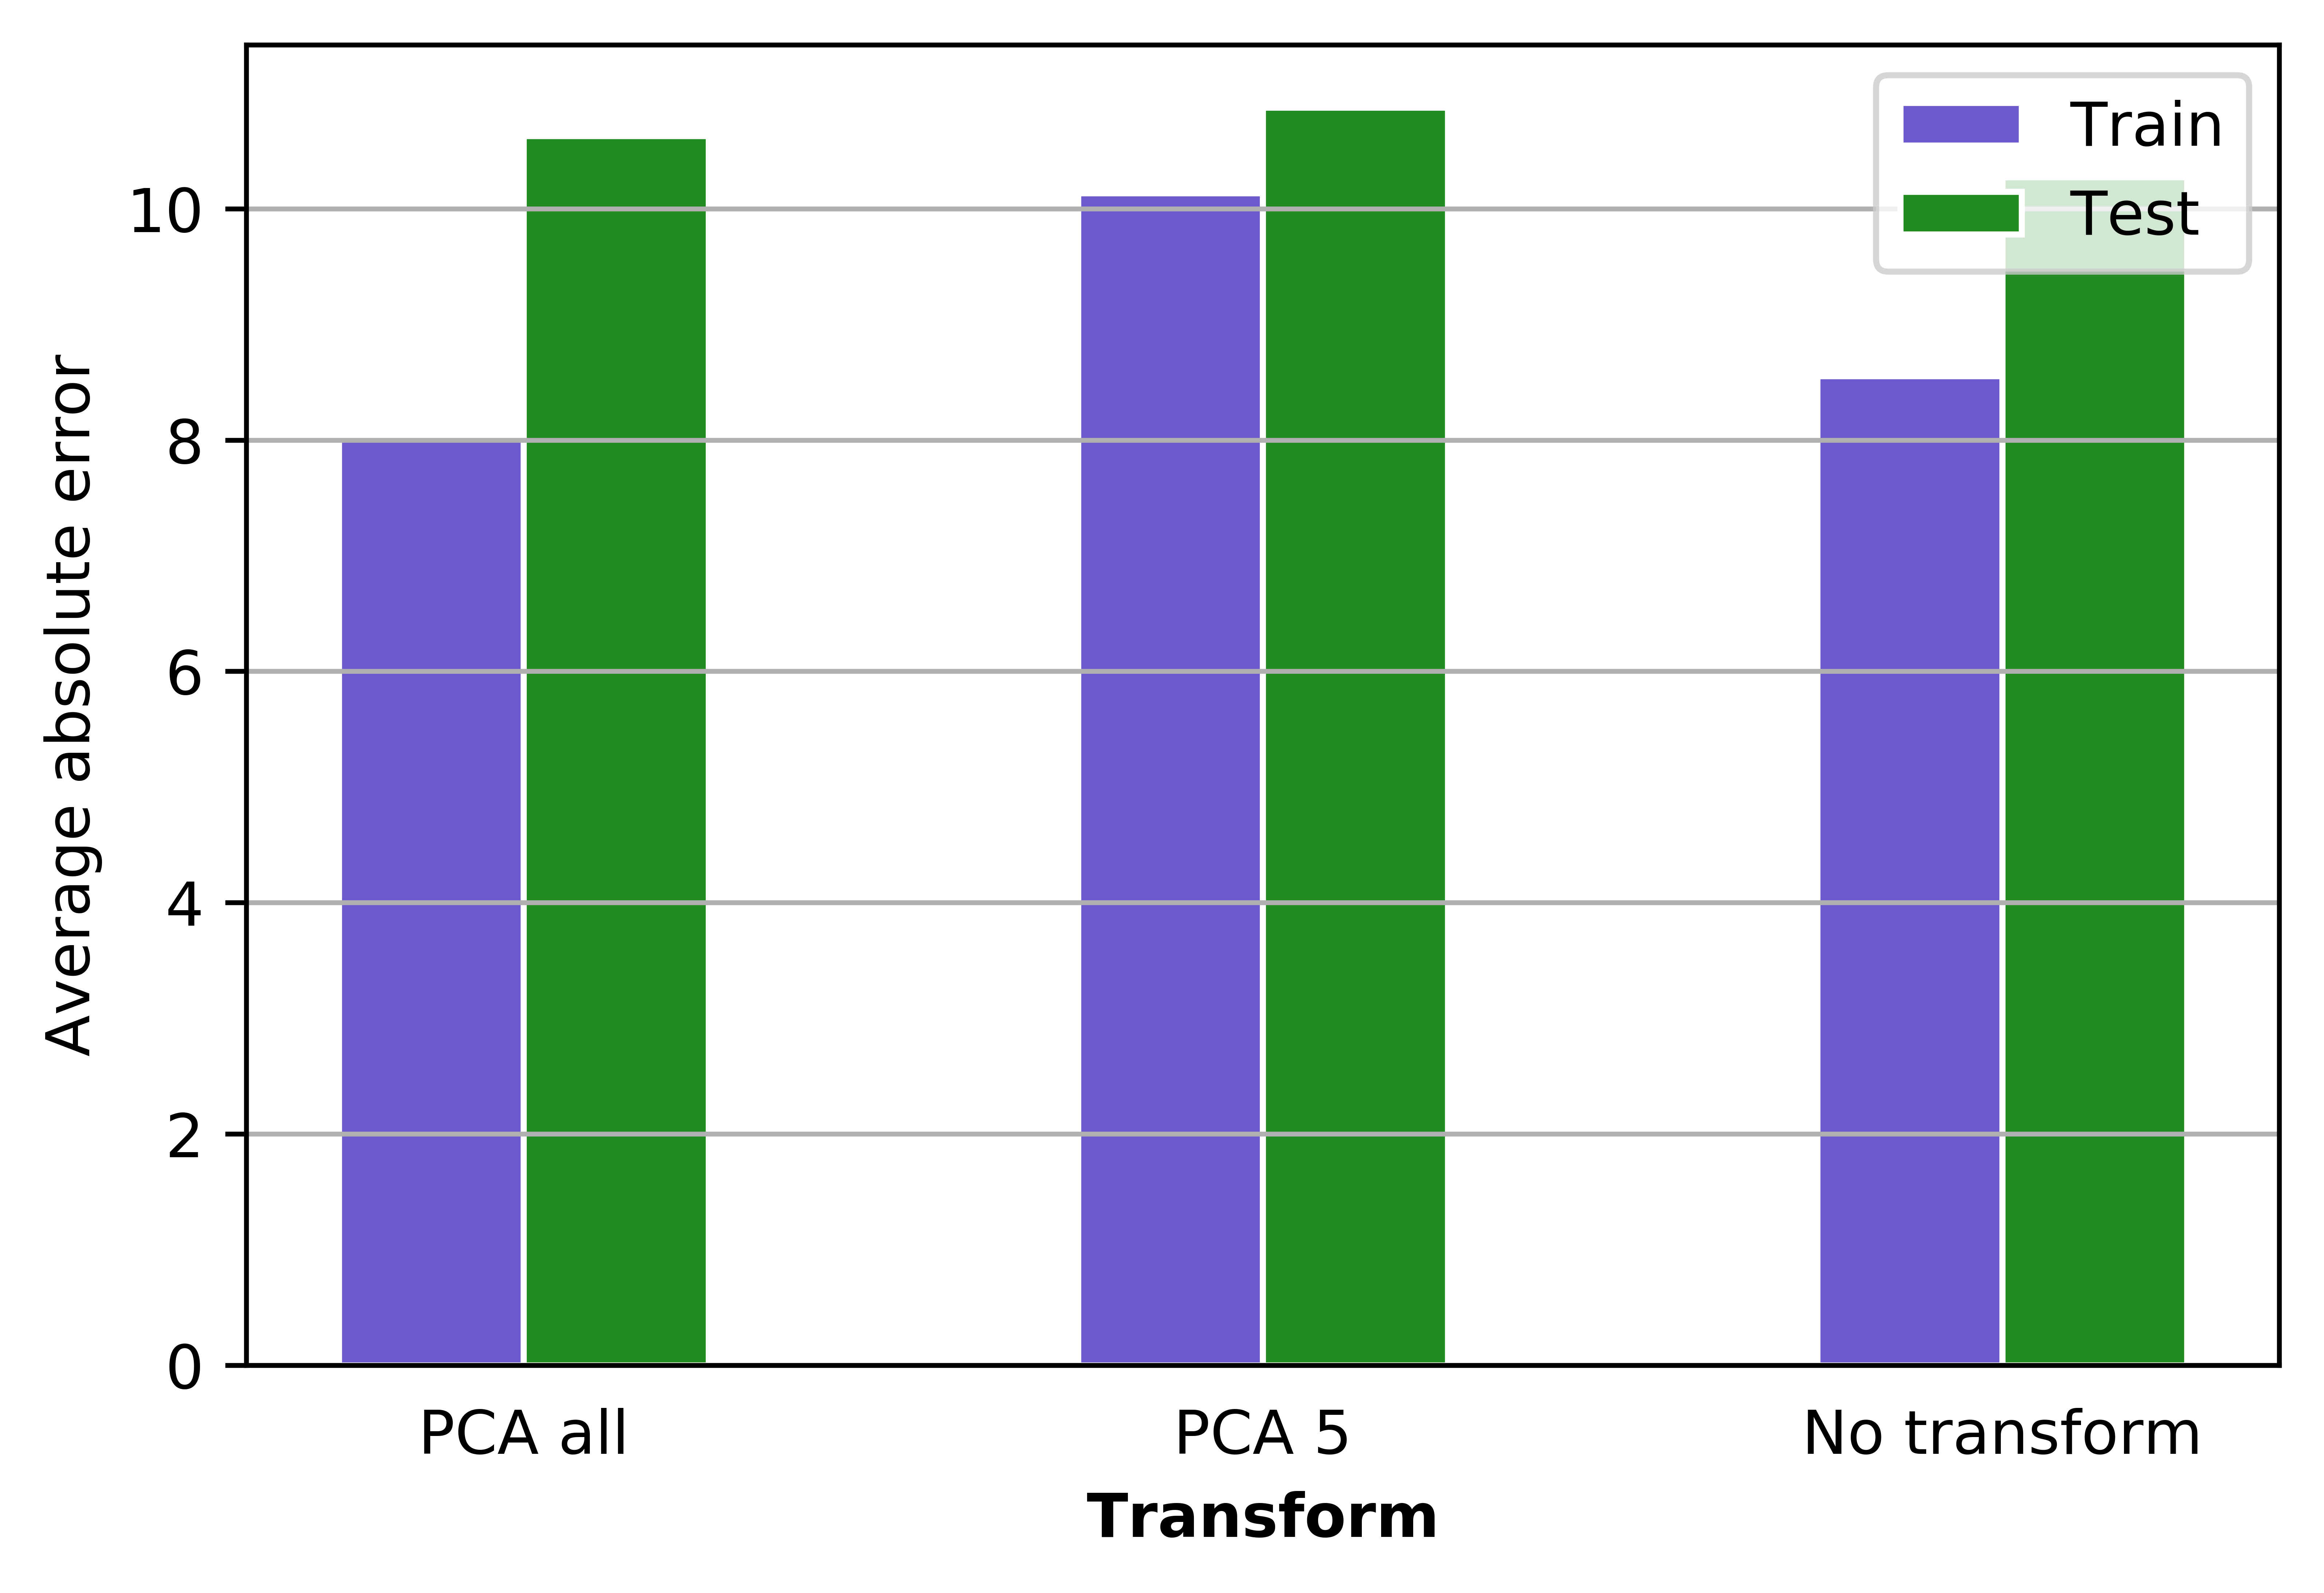 Train
Test
10
8
6
4
2
0
Average absolute error
PCA all
PCA 5
No transform
Transform